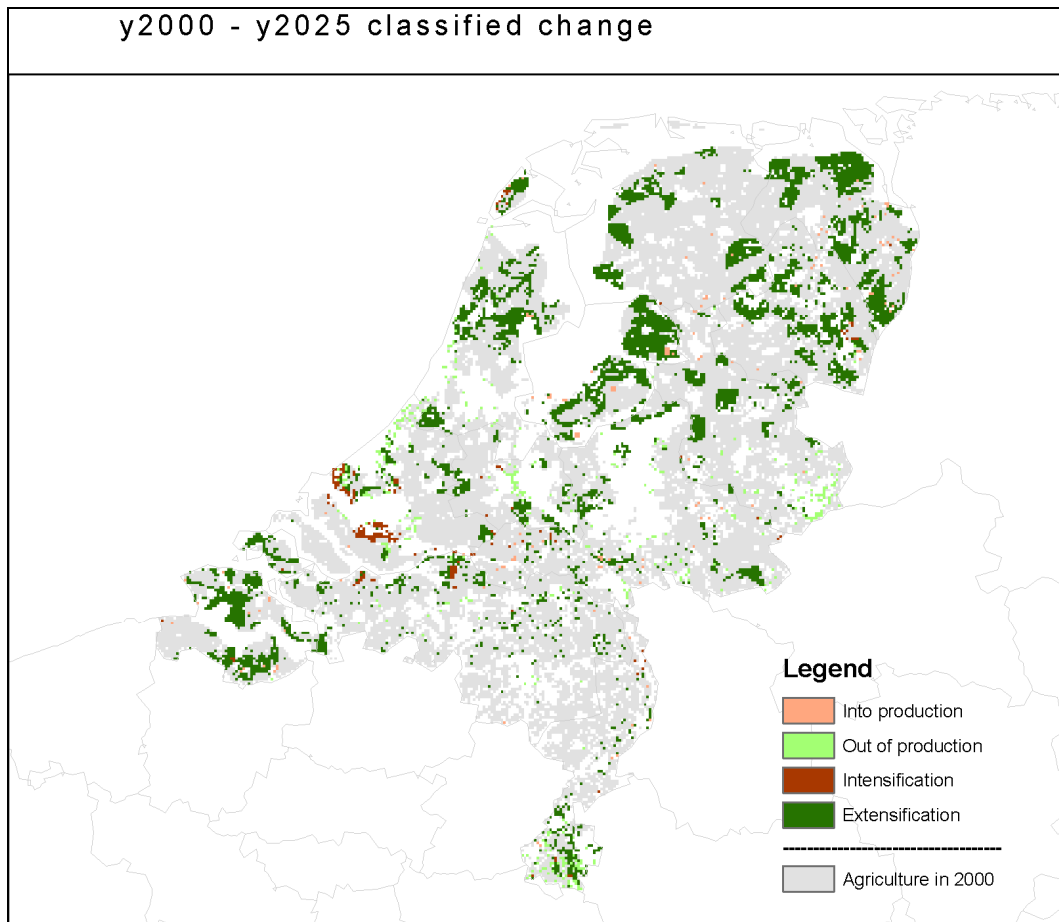 y2000 - y2025 classified change
Legend
Into production
Out of production
Intensification
Extensification
Agriculture in 2000